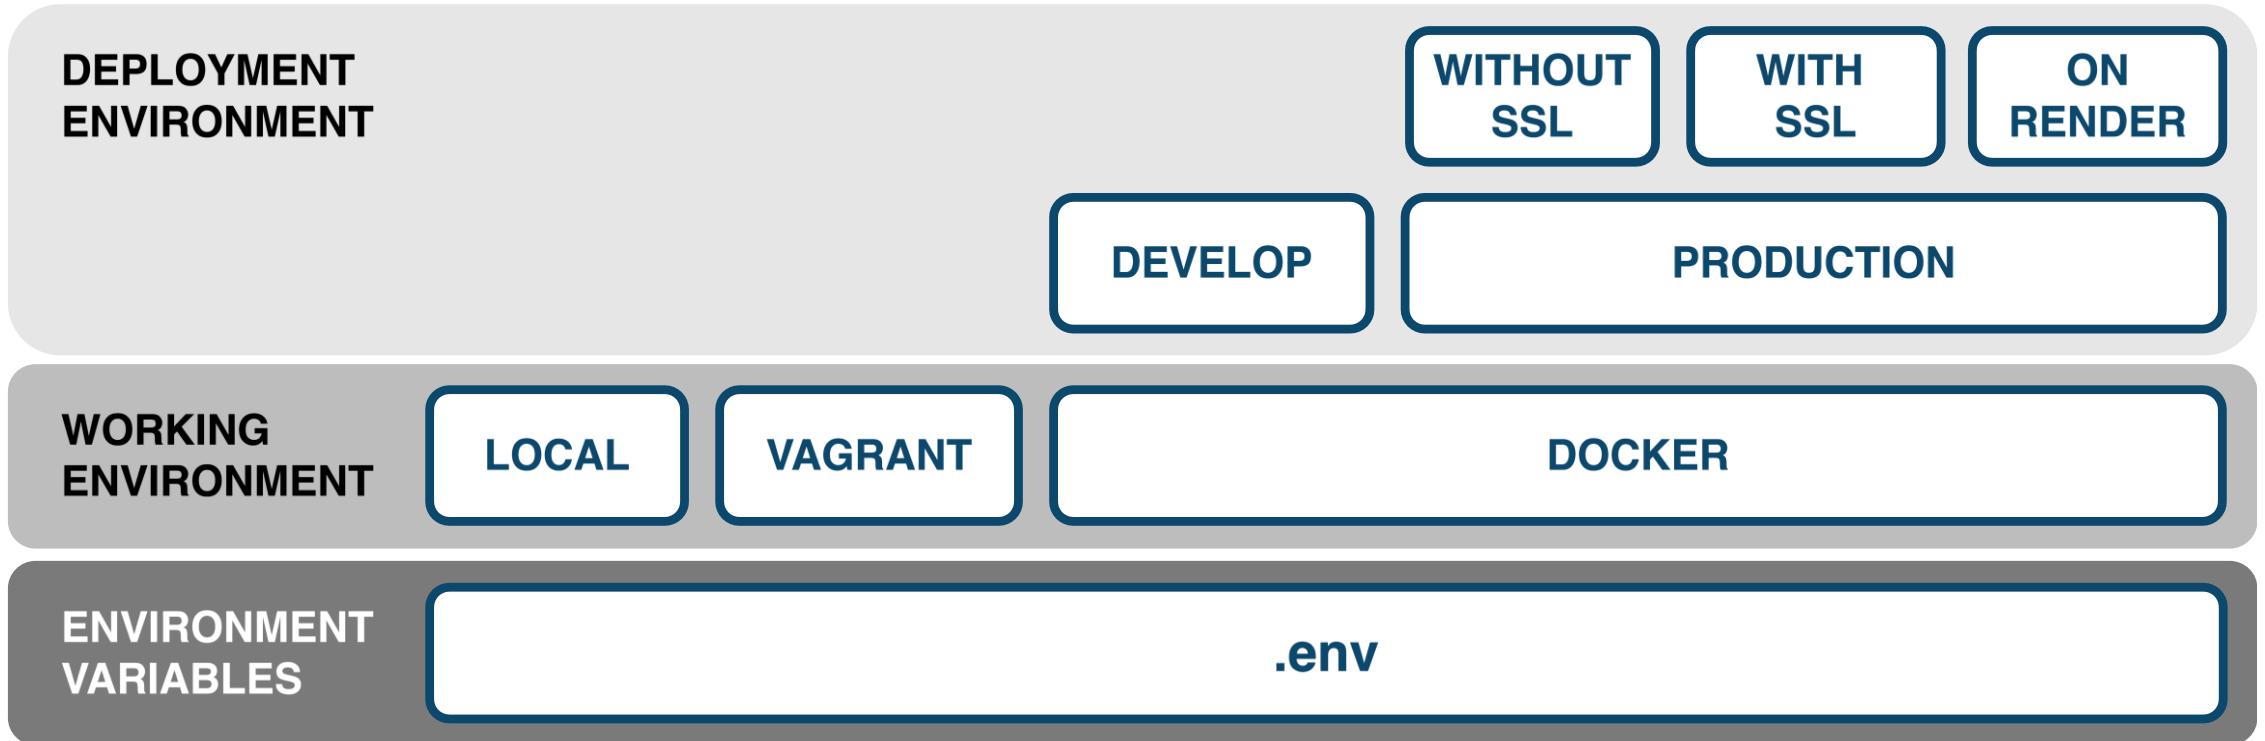 DEPLOYMENT
ENVIRONMENT
WITHOUT
SSL
WITH
SSL
ON
RENDER
DEVELOP
PRODUCTION
WORKING
ENVIRONMENT
LOCAL
VAGRANT
DOCKER
ENVIRONMENT
VARIABLES
.env